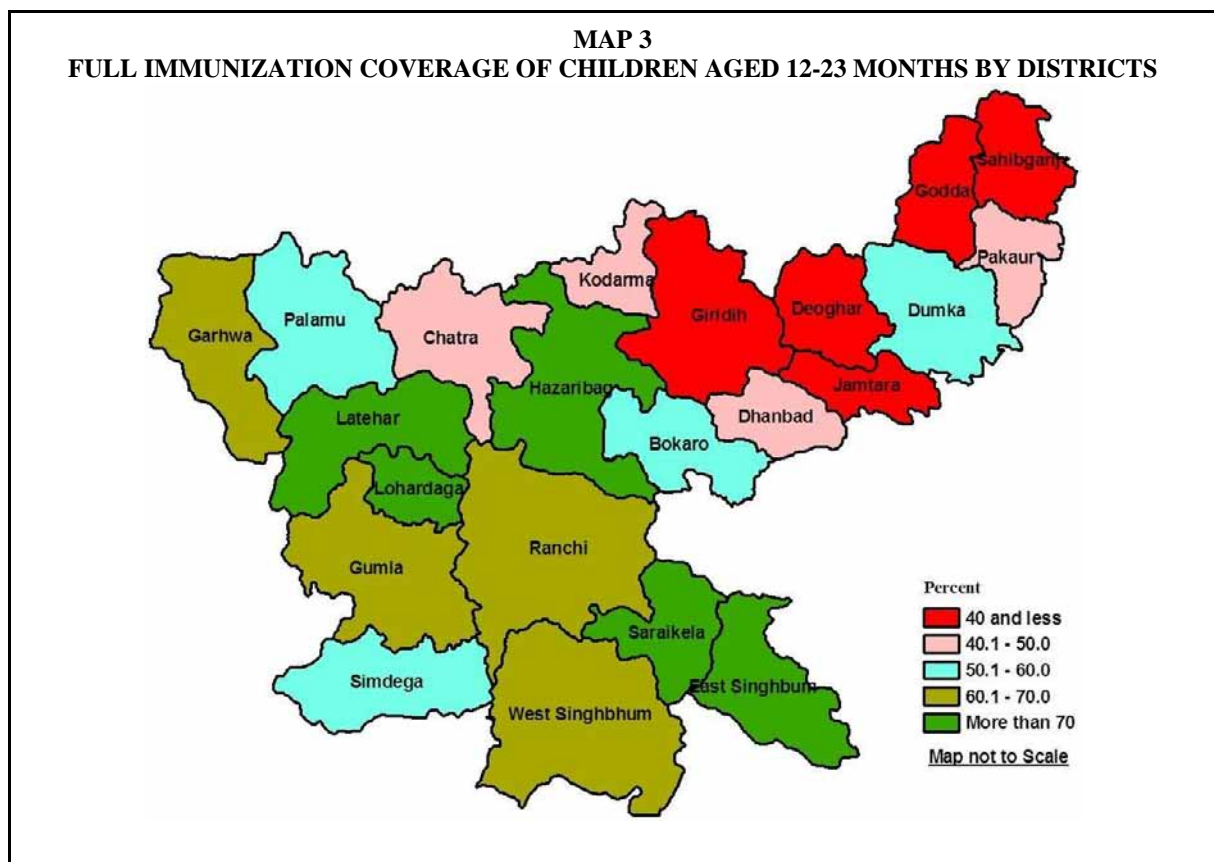 MAP 3
FULL IMMUNIZATION COVERAGE OF CHILDREN AGED 12-23 MONTHS BY DISTRICTS
Sahibganj
Godda
Pakaur
Kodarma
Deoghar
Dumka
Giridih
Palamu
Garhwa
Chatra
Hazaribag
Jamtara
Latehar
Dhanbad
Bokaro
Lohardaga
Ranchi
Gumla
Saraikela
Simdega
East Singhbum
West Singhbhum
Percent
40 and less
40.1 - 50.0
50.1 - 60.0
60.1 - 70.0
More than 70
Map not to Scale